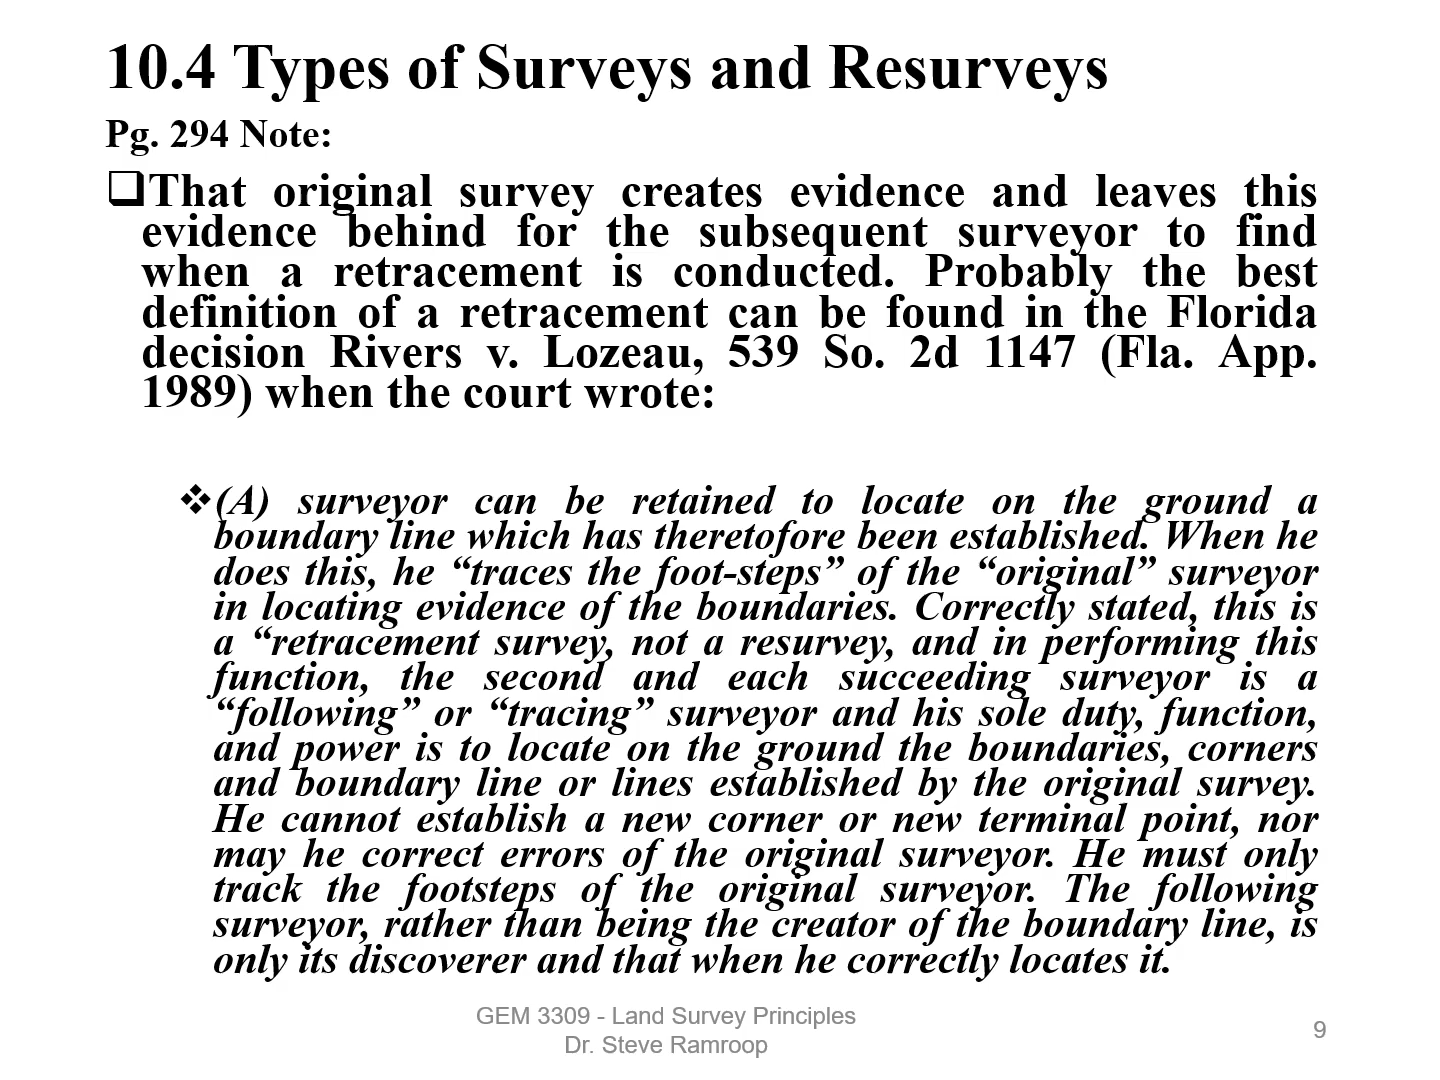 10.4 Types of Surveys and Resurveys
Pg. 294 Note:
❑That original survey creates evidence and leaves this
evidence behind for the subsequent surveyor to find
when a retracement is conducted. Probably the best
definition of a retracement can be found in the Florida
decision Rivers v. Lozeau, 539 So. 2d 1147 (Fla. App.
1989) when the court wrote:
❖(A) surveyor can be retained to locate on the ground a
boundary line which has theretofore been established. When he
does this, he “traces the foot-steps” of the “original” surveyor
in locating evidence of the boundaries. Correctly stated, this is
a “retracement survey, not a resurvey, and in performing this
function, the second and each succeeding surveyor is a
“following” or “tracing” surveyor and his sole duty, function,
and power is to locate on the ground the boundaries, corners
and boundary line or lines established by the original survey.
He cannot establish a new corner or new terminal point, nor
may he correct errors of the original surveyor. He must only
track the footsteps of the original surveyor. The following
surveyor, rather than being the creator of the boundary line, is
only its discoverer and that when he correctly locates it.
GEM 3309 - Land Survey Principles
Dr. Steve Ramroop
9